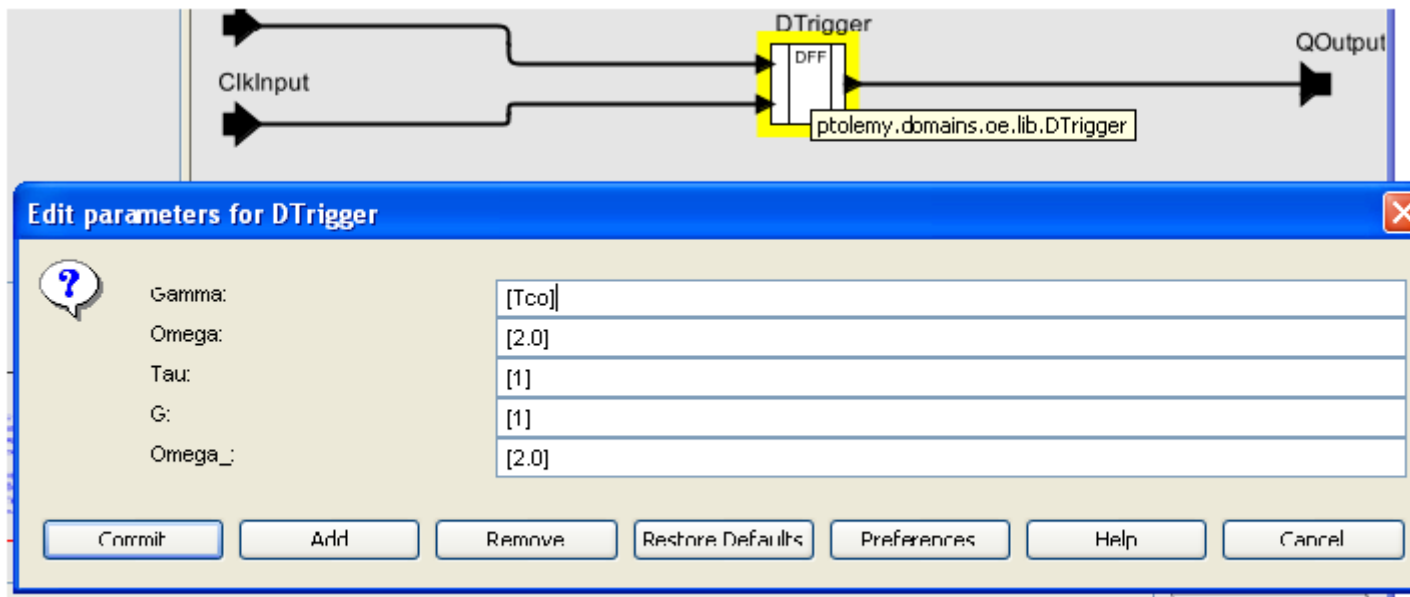 DTrigger
QOutput
DFF
ClkInput
ptolemy.domains.oe.lib.DTrigger
Edit parameters for DTrigger
?
Gamma: [Tco]
Omega: [2.0]
Tau: [1]
G: [1]
Omega_: [2.0]
Commit Add Remove Restore Defaults Preferences Help Cancel